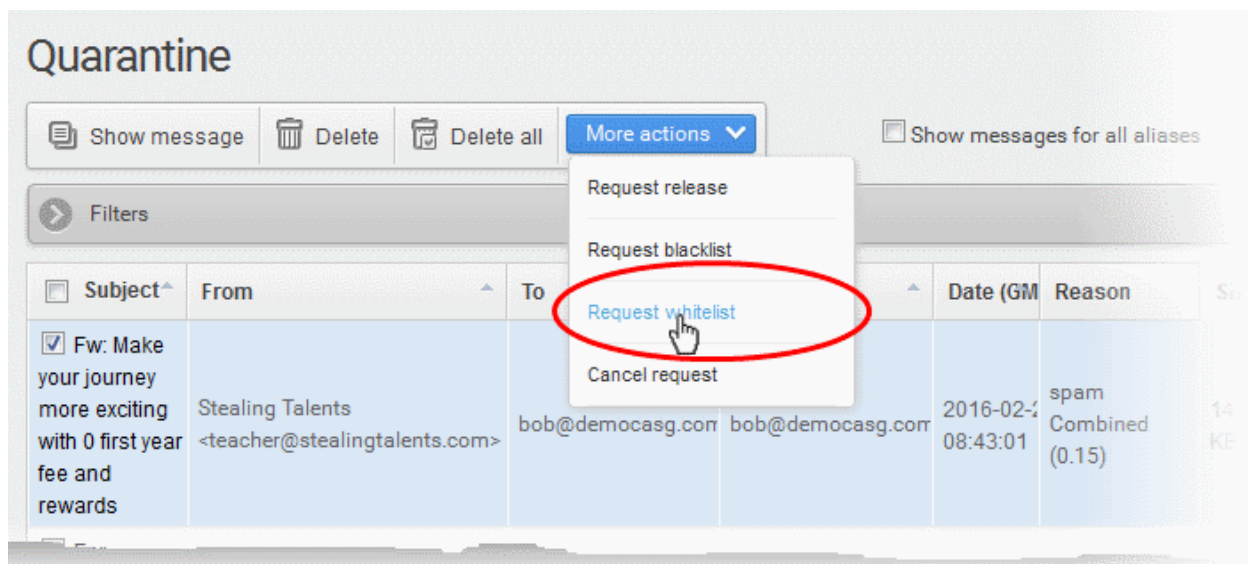 Quarantine
Show message Delete Delete all More actions Show messages for all aliases
Request release
Filters
Request blacklist
Subject From To Date (GM Reason
Request whitelist
Cancel request
Fw: Make
your journey
more exciting
with 0 first year
fee and
rewards
Stealing Talents
<teacher@stealingtalents.com>
bob@democasg.com bob@democasg.com
2016-02-
08:43:01
spam
Combined
(0.15)
14
KB